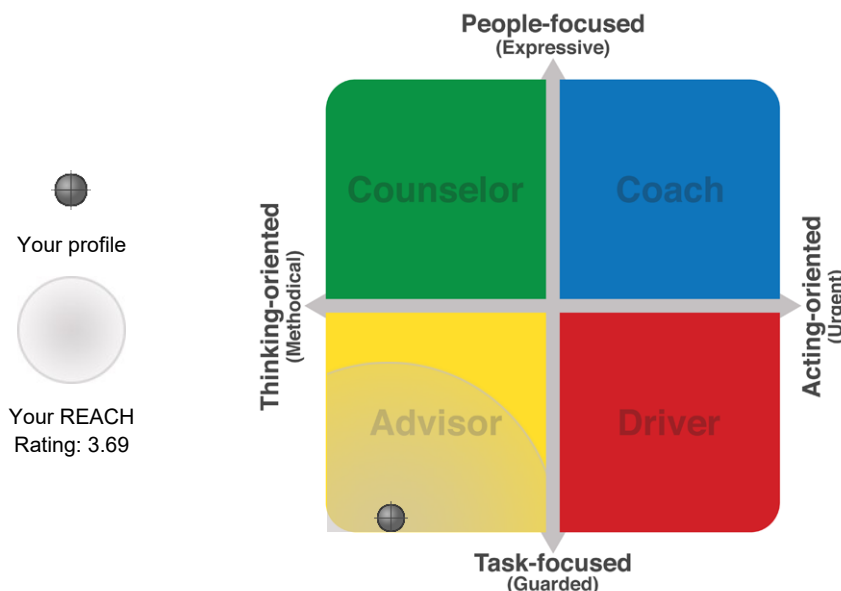 People-focused
(Expressive)
Counselor
Coach
Your profile
Thinking-oriented
(Methodical)
Acting-oriented
(Urgent)
Your REACH
Rating: 3.69
Advisor
Driver
Task-focused
(Guarded)